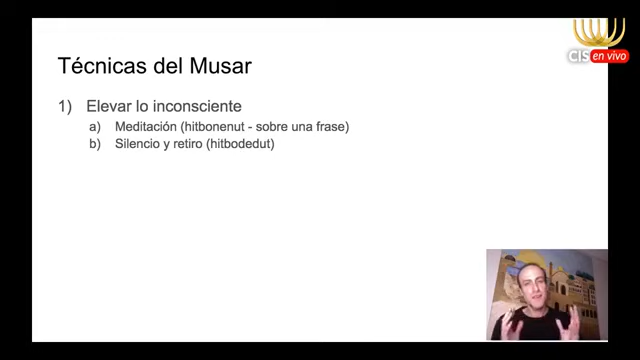 CIS en vivo
Técnicas del Musar
1) Elevar lo inconsciente
a) Meditación (hitbonenut - sobre una frase)
b) Silencio y retiro (hitbodedut)